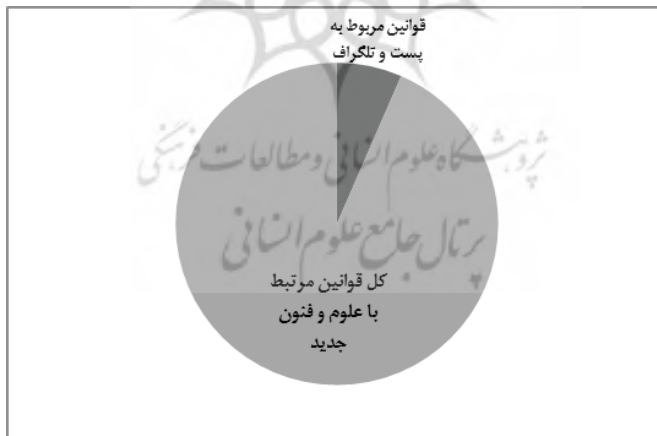 قوانین مربوط به
پست و تلگراف
پژوهشگاه علوم انسانی و مطالعات فرهنگی
پرتال جامع علوم انسانی
کل قوانین مرتبط
با علوم و فنون
جدید